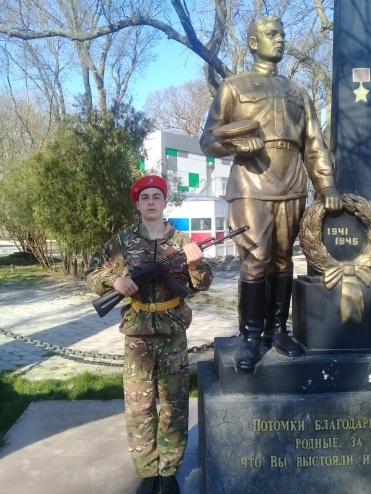 1941
1945
ПОТОМКИ БЛАГОДАР
РОДНЫЕ, ЗА
ЧТО ВЫ ВЫСТОЯЛИ И